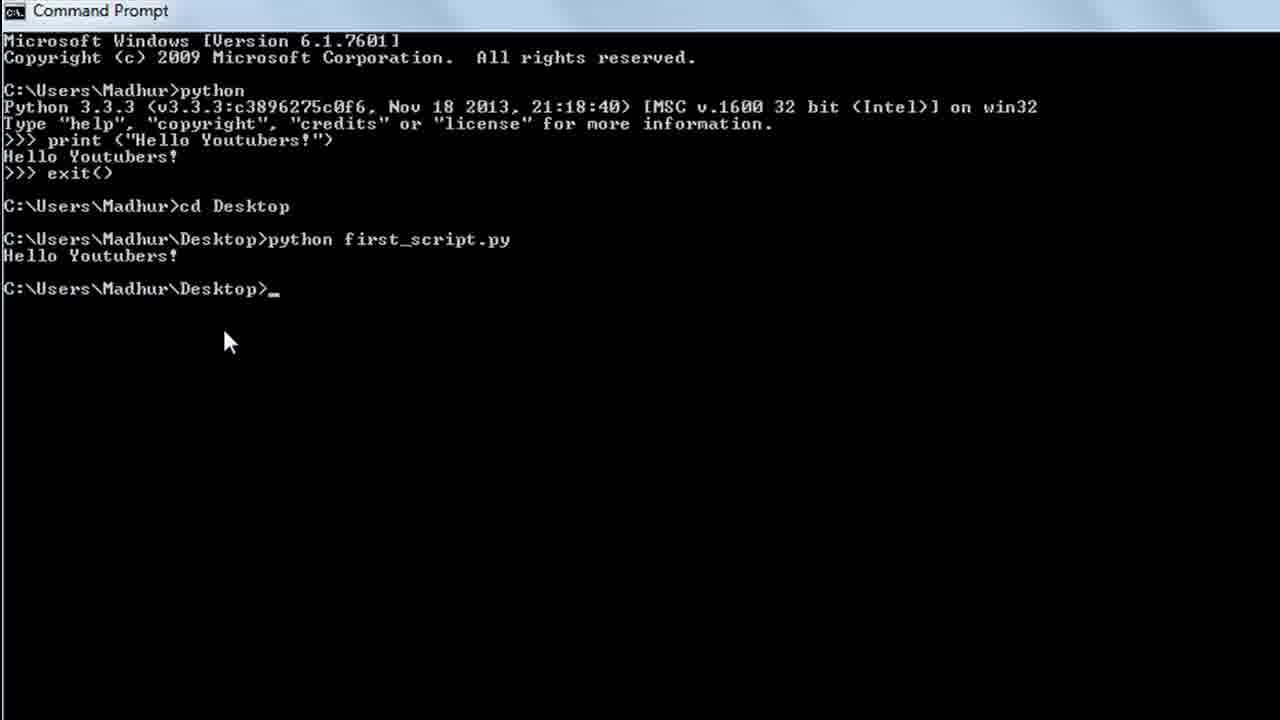 Command Prompt
Microsoft Windows [Version 6.1.7601]
Copyright (c) 2009 Microsoft Corporation.  All rights reserved.
C:\Users\Madhur>python
Python 3.3.3 (v3.3.3:c3896275c0f6, Nov 18 2013, 21:18:40) [MSC v.1600 32 bit (Intel)] on win32
Type "help", "copyright", "credits" or "license" for more information.
>>> print ("Hello Youtubers!")
Hello Youtubers!
>>> exit()
C:\Users\Madhur>cd Desktop
C:\Users\Madhur\Desktop>python first_script.py
Hello Youtubers!
C:\Users\Madhur\Desktop>_